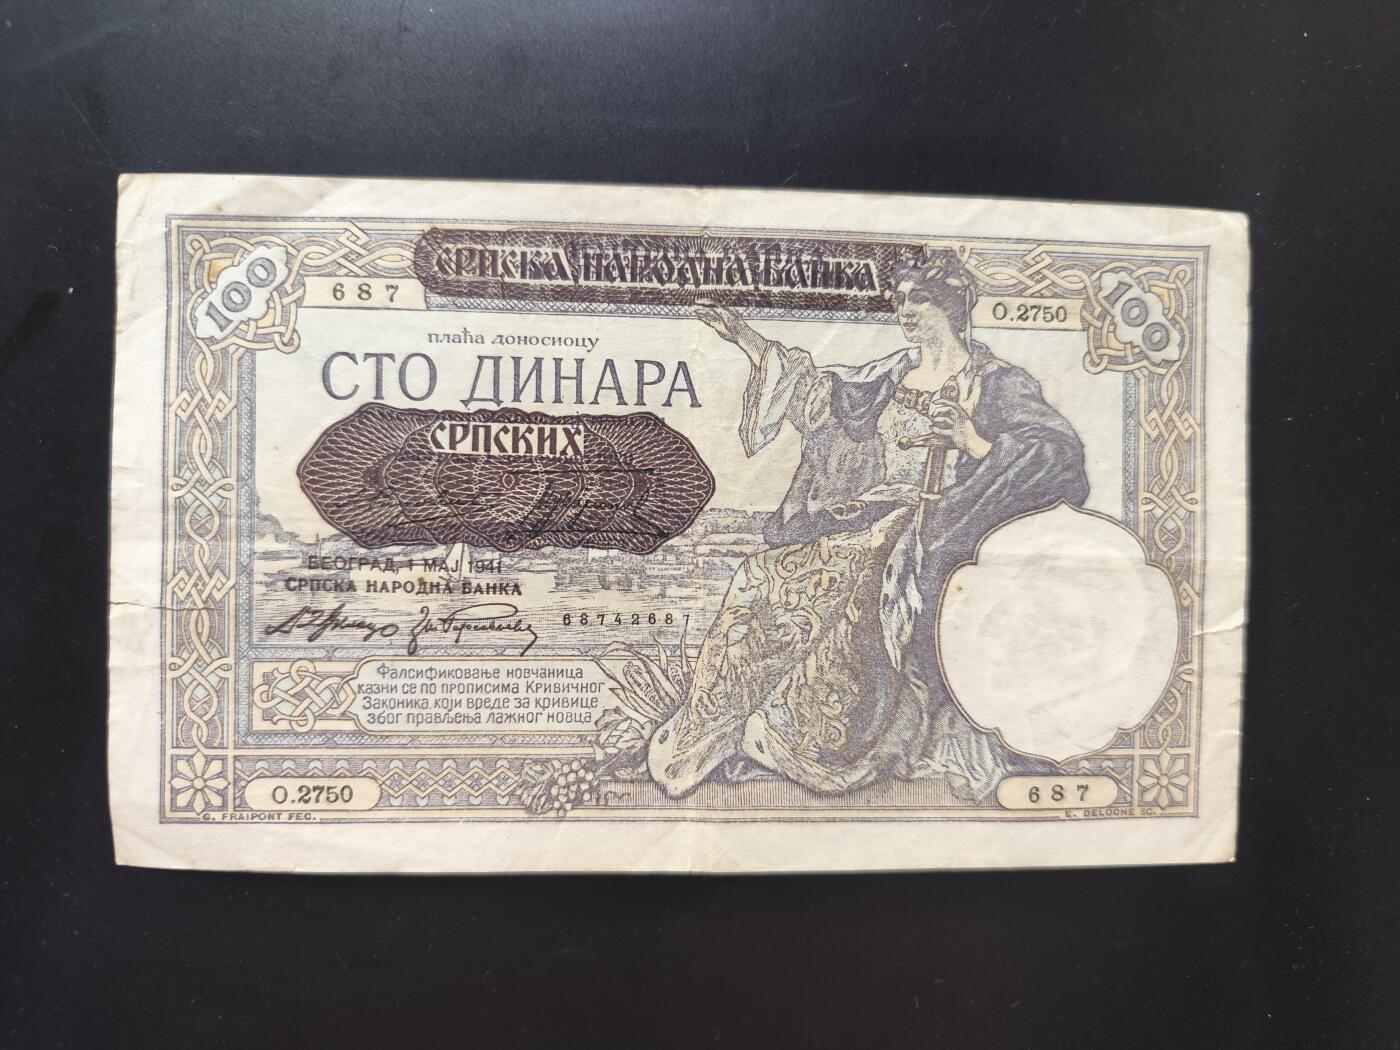 СРПСКА НАРОДНА БАНКА
100
687
О.2750
100
плаћа доносиоцу
СТО ДИНАРА
СРПСКИХ
БЕОГРАД, 1 МАЈ 1941
СРПСКА НАРОДНА БАНКА
68742687
Фалсификовање новчаница
казни се по прописима Кривичног
Законика, који вреде за кривице
због прављења лажног новца
О.2750
687
C. FRAIPONT FEC.
E. DELOCHE SC.